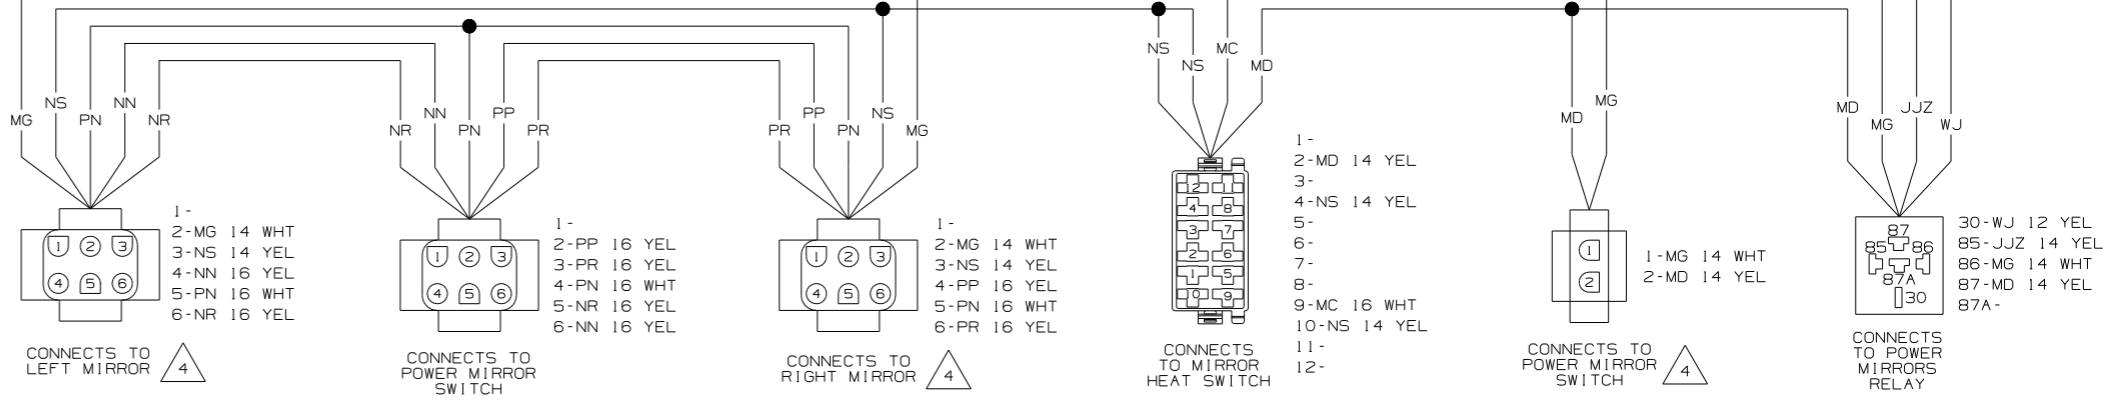 NS
MC
NS
MD
MG
NS
PN
NN
NR
NR
NN
PN
PP
PR
PR
PP
PN
NS
MG
MD
MG
MD
MG
JJZ
WJ
1 2 3
4 5 6
1-
2-MG 14 WHT
3-NS 14 YEL
4-NN 16 YEL
5-PN 16 WHT
6-NR 16 YEL
CONNECTS TO
LEFT MIRROR
4
1 2 3
4 5 6
1-
2-PP 16 YEL
3-PR 16 YEL
4-PN 16 WHT
5-NR 16 YEL
6-NN 16 YEL
CONNECTS TO
POWER MIRROR
SWITCH
1 2 3
4 5 6
1-
2-MG 14 WHT
3-NS 14 YEL
4-PP 16 YEL
5-PN 16 WHT
6-PR 16 YEL
CONNECTS TO
RIGHT MIRROR
4
4 8
3 7
2 6
1 5
10 9
1-
2-MD 14 YEL
3-
4-NS 14 YEL
5-
6-
7-
8-
9-MC 16 WHT
10-NS 14 YEL
11-
12-
CONNECTS
TO MIRROR
HEAT SWITCH
1
2
1-MG 14 WHT
2-MD 14 YEL
CONNECTS TO
POWER MIRROR
SWITCH
4
87
85 86
87A
30
30-WJ 12 YEL
85-JJZ 14 YEL
86-MG 14 WHT
87-MD 14 YEL
87A-
CONNECTS
TO POWER
MIRRORS
RELAY